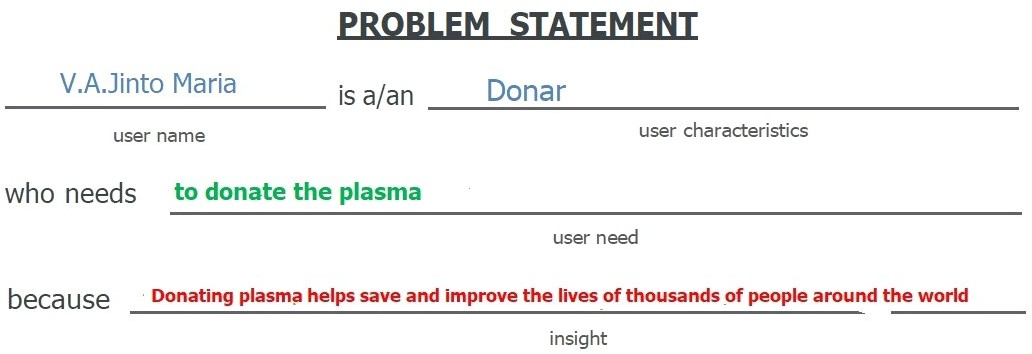 PROBLEM STATEMENT
V.A.Jinto Maria is a/an Donar
user name user characteristics
who needs to donate the plasma
user need
because Donating plasma helps save and improve the lives of thousands of people around the world
insight